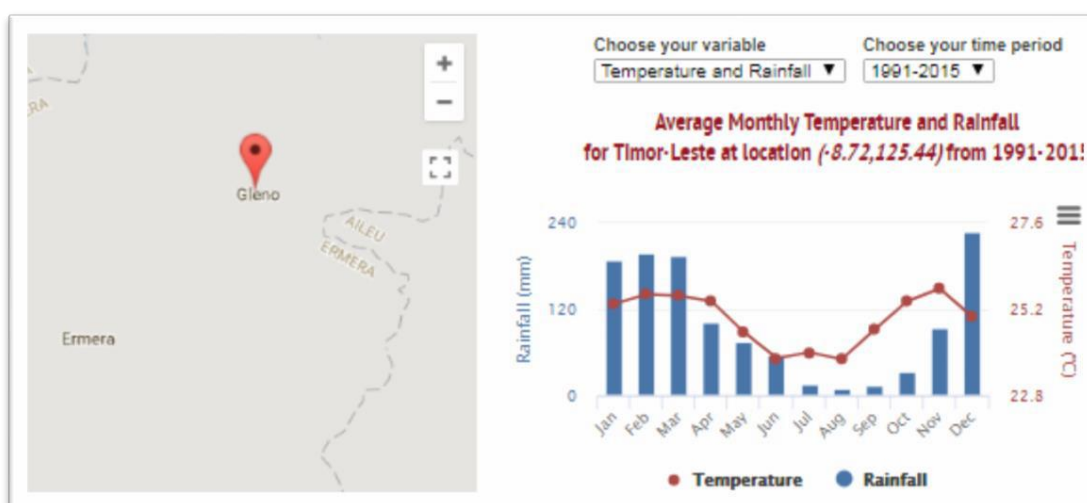 ERA
Gleno
AILEU
ERMERA
Ermera
+
−
Choose your variable
Temperature and Rainfall ▼
Choose your time period
1991-2015 ▼
Average Monthly Temperature and Rainfall
for Timor-Leste at location (-8.72,125.44) from 1991-201
240
120
0
Rainfall (mm)
27.6
25.2
22.8
Temperature (°C)
Jan
Feb
Mar
Apr
May
Jun
Jul
Aug
Sep
Oct
Nov
Dec
Temperature
Rainfall